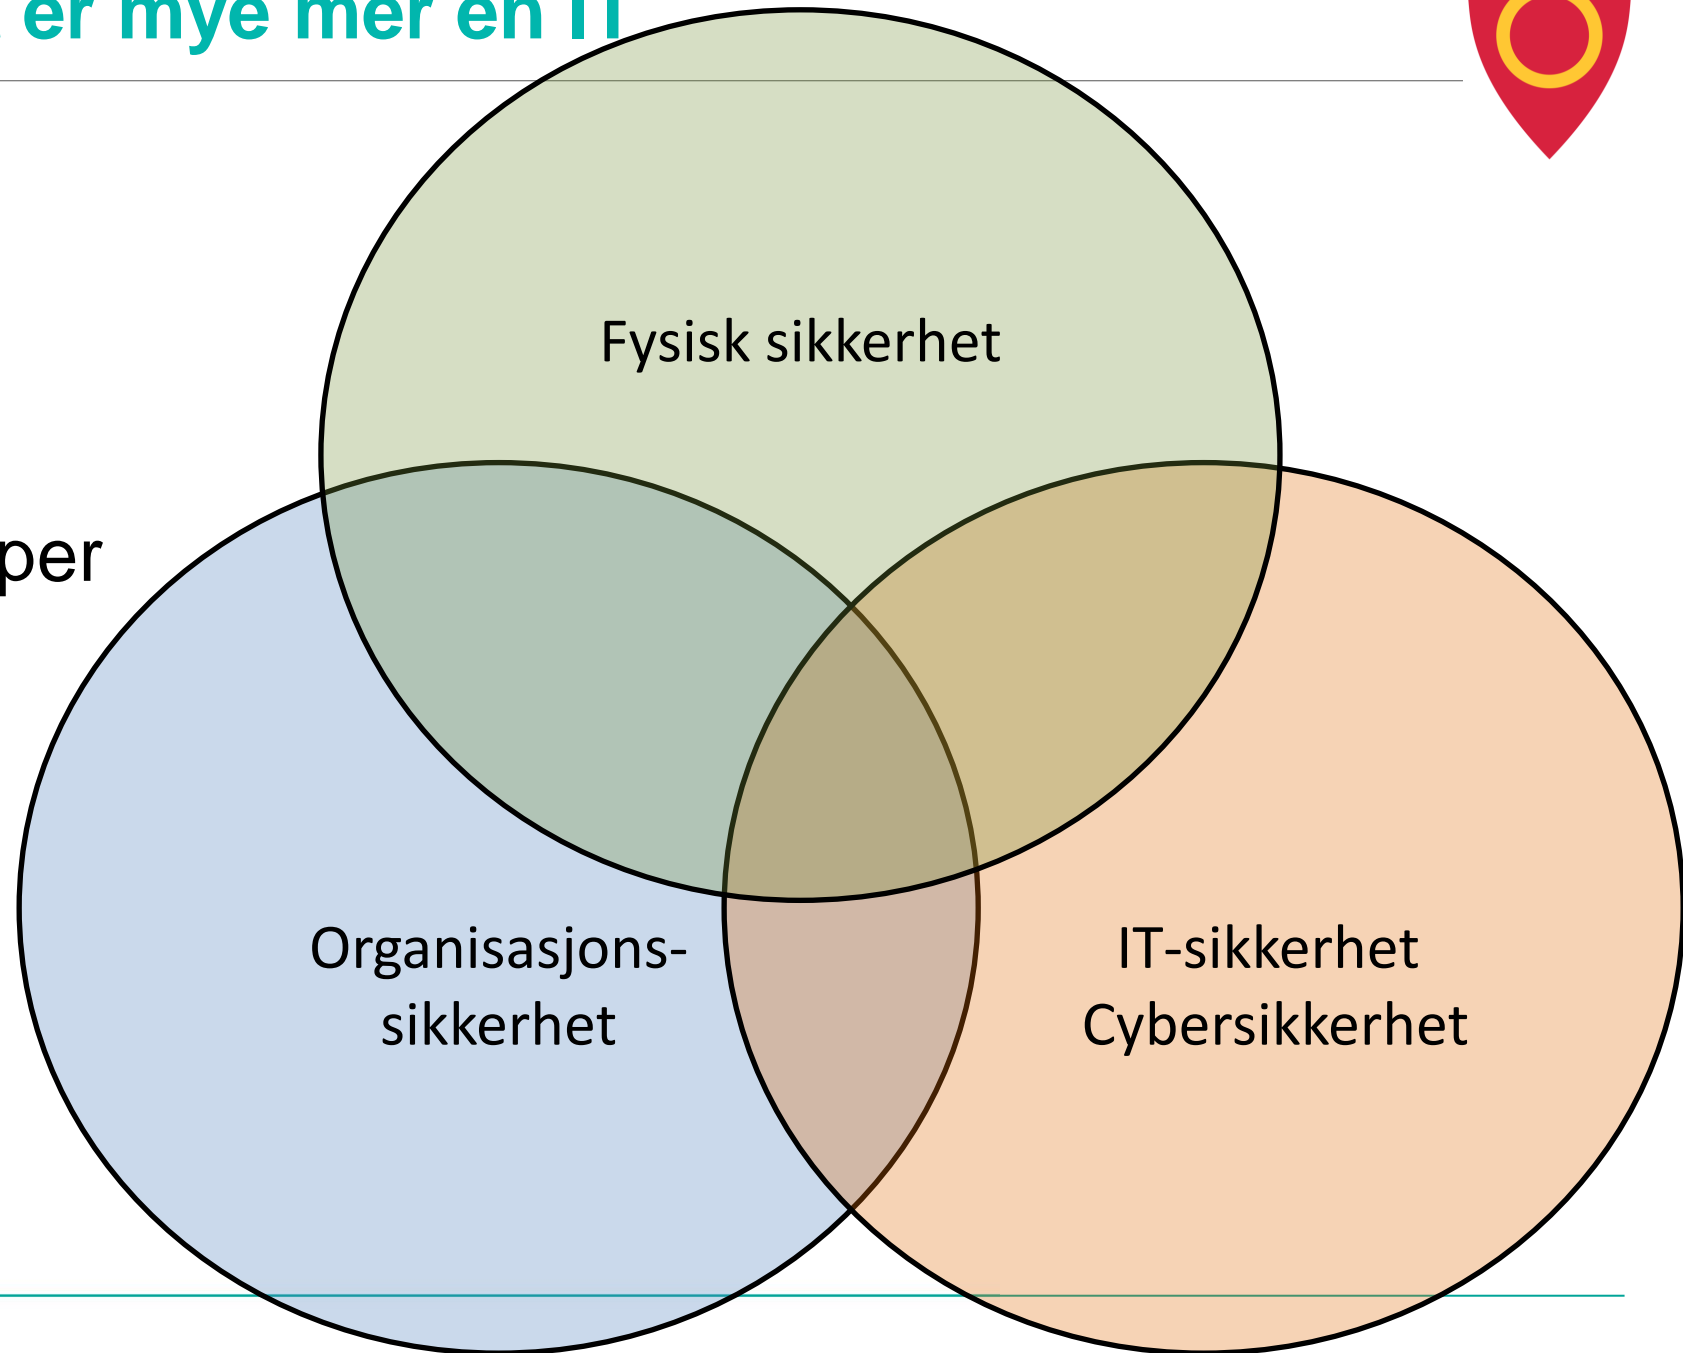 er mye mer en IT
Fysisk sikkerhet
per
Organisasjons-
sikkerhet
IT-sikkerhet
Cybersikkerhet